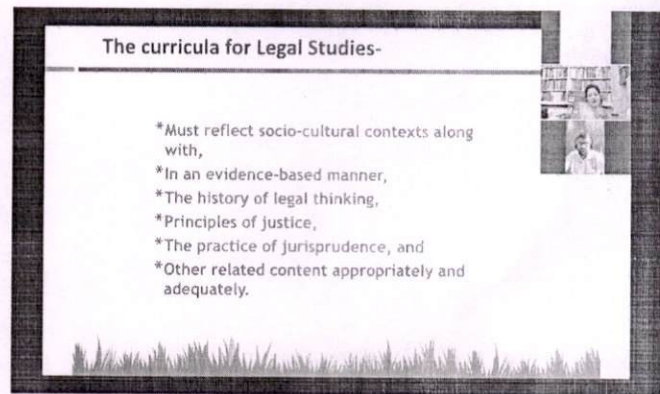 The curricula for Legal Studies-
*Must reflect socio-cultural contexts along
with,
*In an evidence-based manner,
*The history of legal thinking,
*Principles of justice,
*The practice of jurisprudence, and
*Other related content appropriately and
adequately.